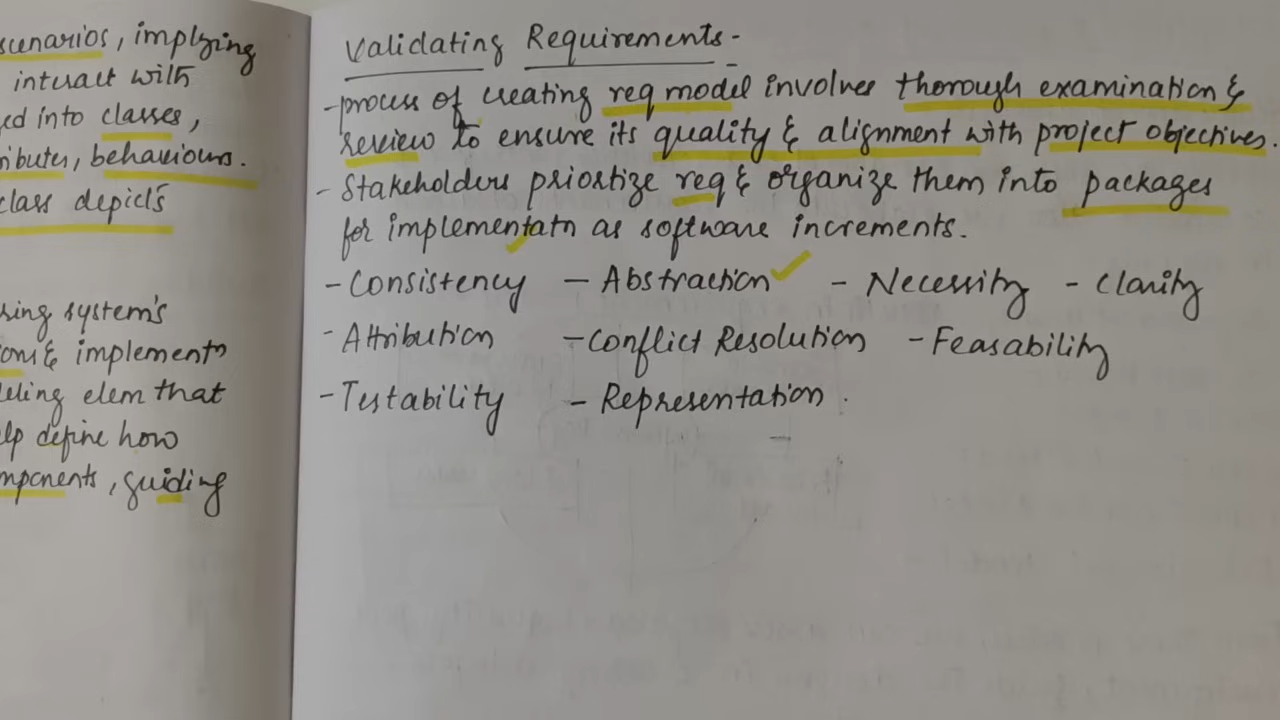 scenarios, implying
interact with
ed into classes,
ributes, behaviours.
class depicts
ring system's
ions & implementn
eling elem that
lp define how
mponents, guiding
Validating Requirements -
- process of creating req model involves thorough examination &
review to ensure its quality & alignment with project objectives.
- Stakeholders priortize req & organize them into packages
for implementatn as software increments.
- Consistency - Abstraction - Necessity - Clarity
- Attribution - Conflict Resolution - Feasability
- Testability - Representation.